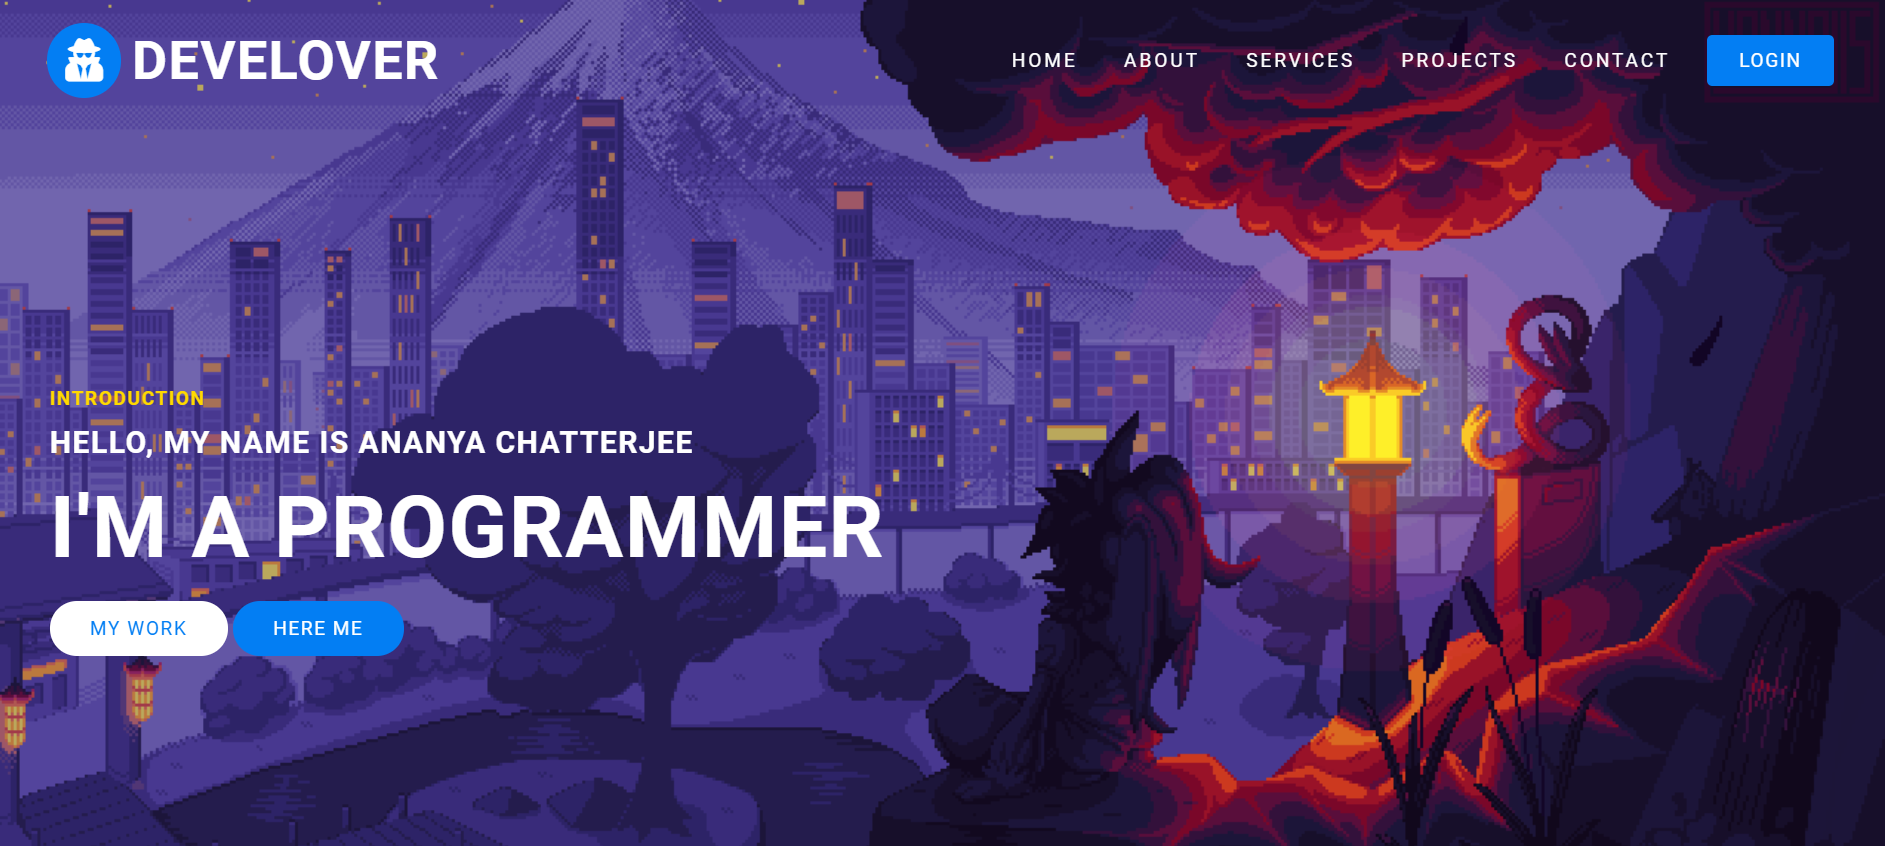 DEVELOVER
HOME ABOUT SERVICES PROJECTS CONTACT LOGIN
INTRODUCTION
HELLO, MY NAME IS ANANYA CHATTERJEE
I'M A PROGRAMMER
MY WORK HERE ME